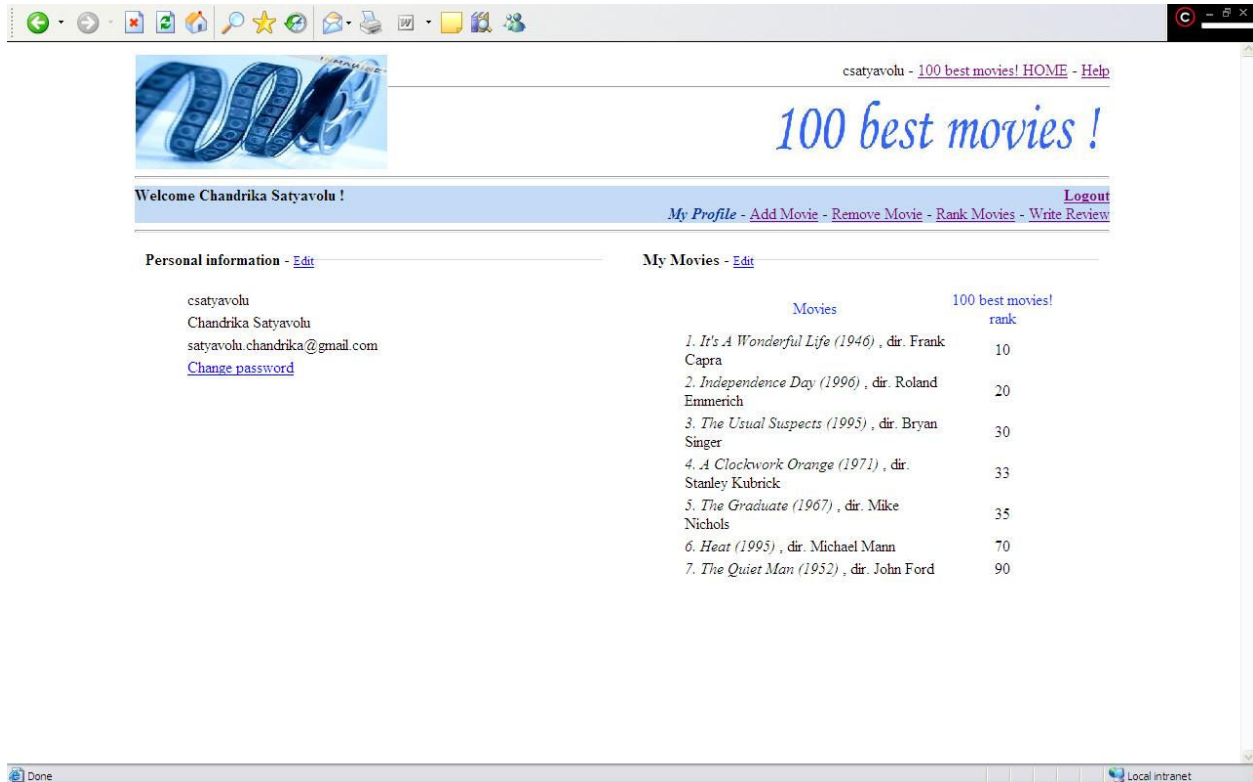 csatyavolu - 100 best movies! HOME - Help
100 best movies !
Welcome Chandrika Satyavolu !
Logout
My Profile - Add Movie - Remove Movie - Rank Movies - Write Review
Personal information - Edit
csatyavolu
Chandrika Satyavolu
satyavolu.chandrika@gmail.com
Change password
My Movies - Edit
Movies
100 best movies!
rank
1. It's A Wonderful Life (1946) , dir. Frank
Capra
10
2. Independence Day (1996) , dir. Roland
Emmerich
20
3. The Usual Suspects (1995) , dir. Bryan
Singer
30
4. A Clockwork Orange (1971) , dir.
Stanley Kubrick
33
5. The Graduate (1967) , dir. Mike
Nichols
35
6. Heat (1995) , dir. Michael Mann 70
7. The Quiet Man (1952) , dir. John Ford 90
Done
Local intranet